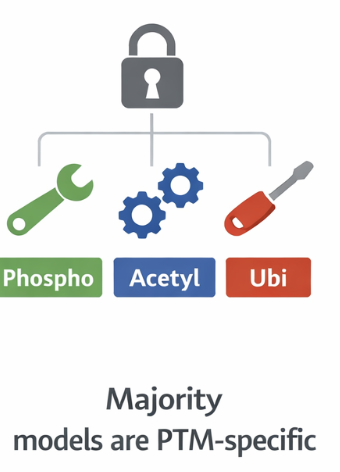 Phospho
Acetyl
Ubi
Majority
models are PTM-specific